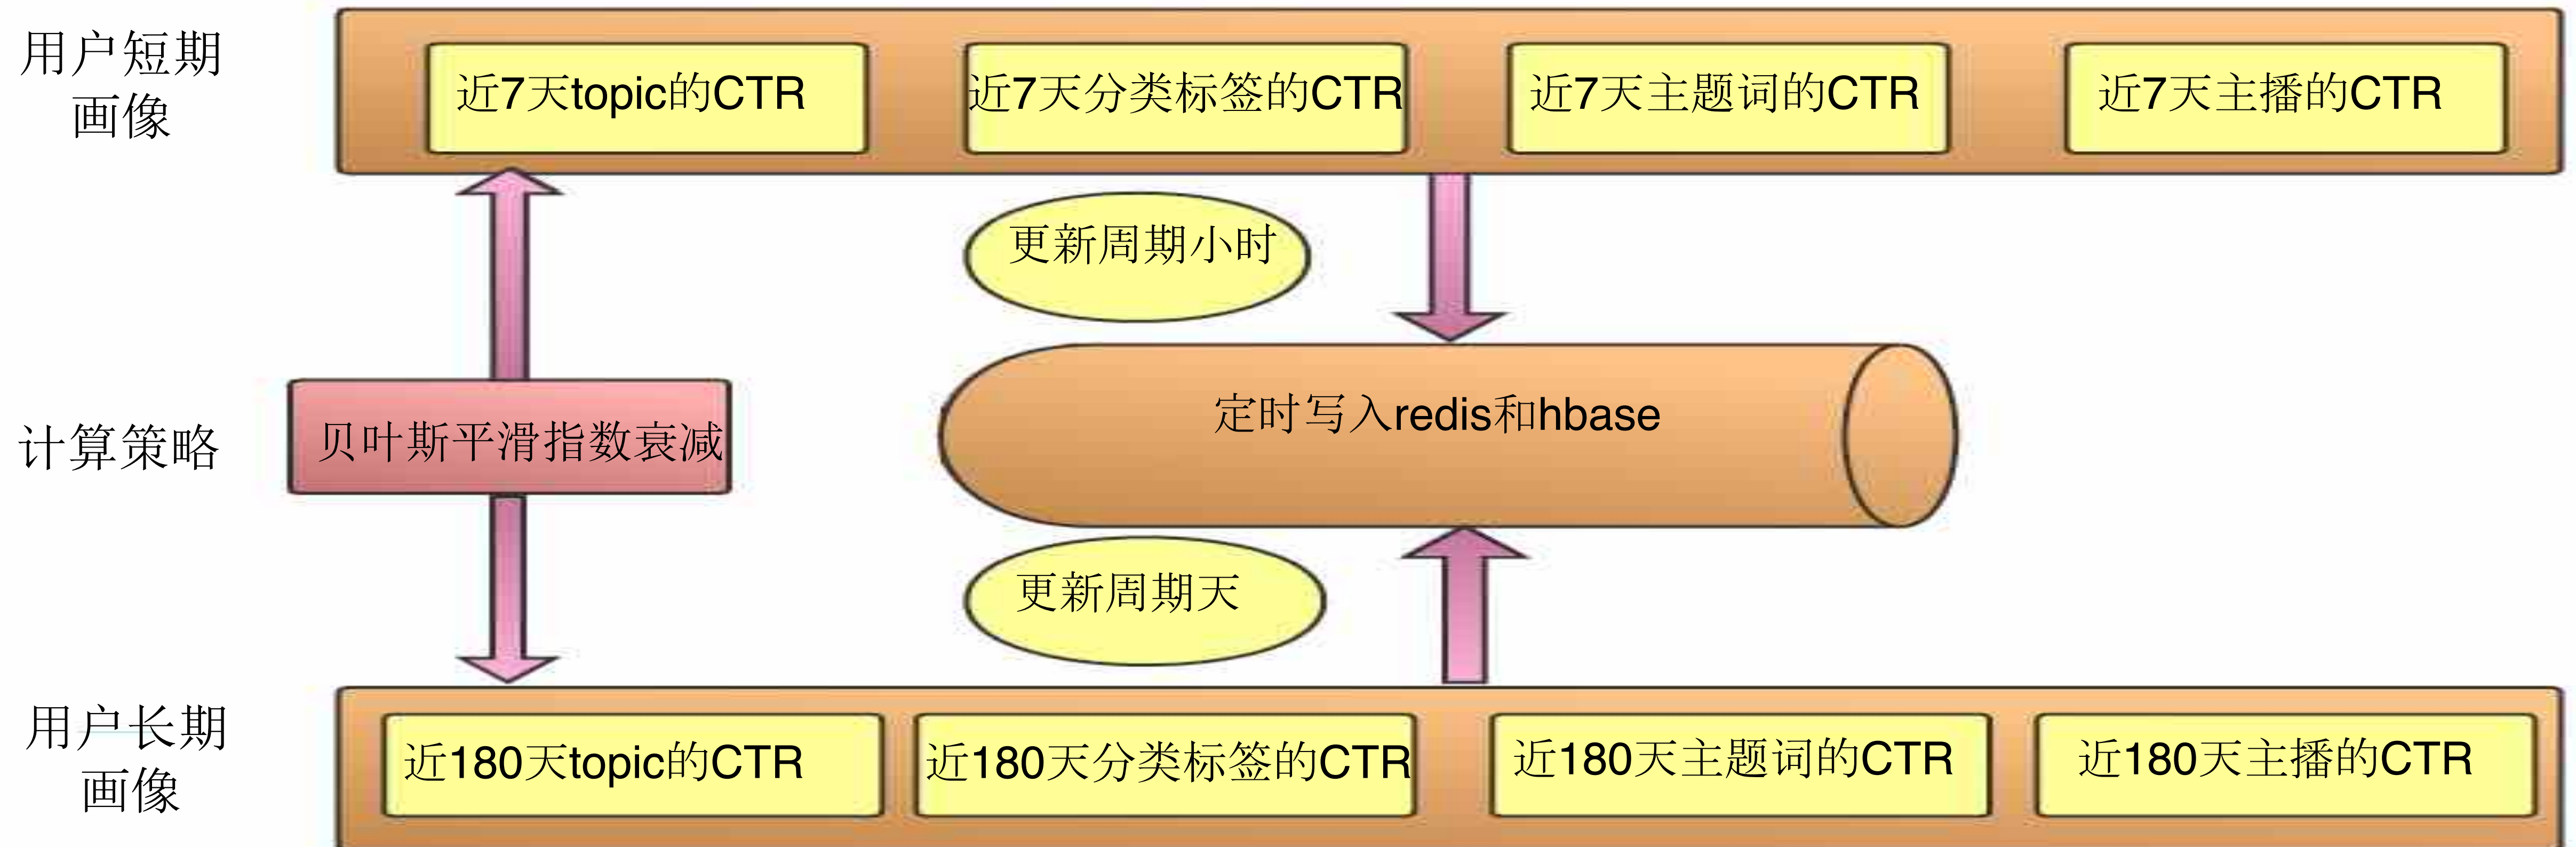 用户短期
画像
近7天topic的CTR
近7天分类标签的CTR
近7天主题词的CTR
近7天主播的CTR
更新周期小时
计算策略
贝叶斯平滑指数衰减
定时写入redis和hbase
更新周期天
用户长期
画像
近180天topic的CTR
近180天分类标签的CTR
近180天主题词的CTR
近180天主播的CTR